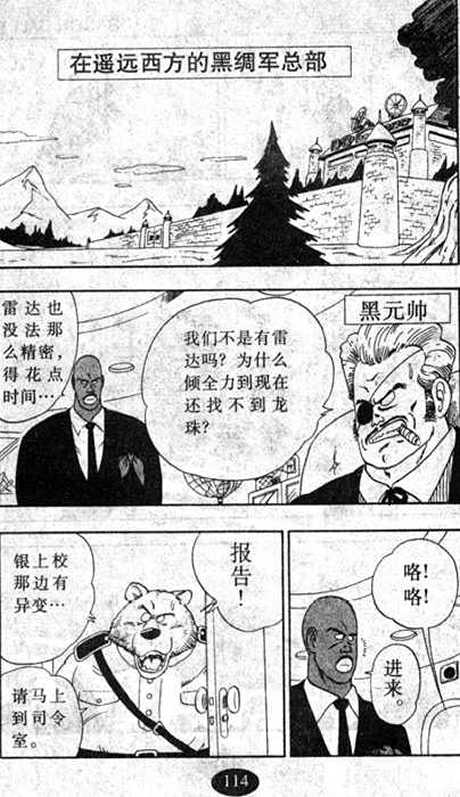 在遥远西方的黑绸军总部
黑元帅
我们不是有雷
达吗？为什么
倾全力到现在
还找不到龙
珠？
雷达也
没法那
么精密，
得花点
时间…
咯！
咯！
进来。
报告！
银上校
那边有
异变…
请马上
到司令
室。
114